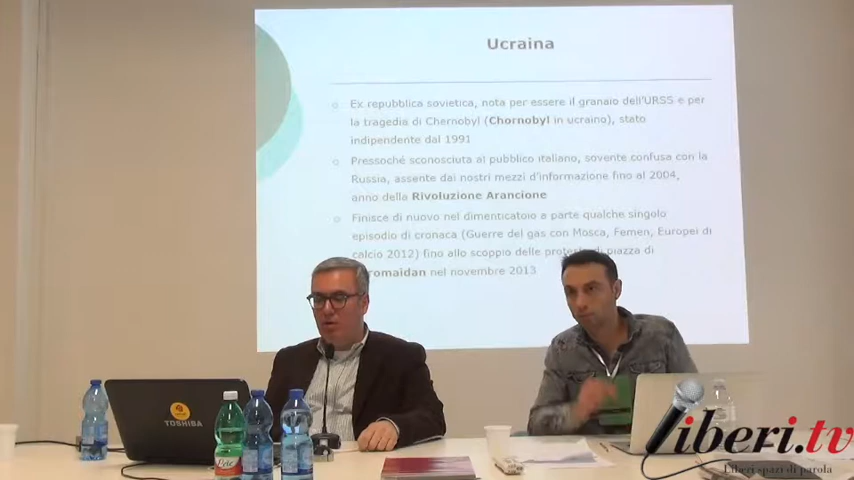 Ucraina
Ex repubblica sovietica, nota per essere il granaio dell'URSS e per
la tragedia di Chernobyl (Chornobyl in ucraino), stato
indipendente dal 1991
Pressoché sconosciuta al pubblico italiano, sovente confusa con la
Russia, assente dai nostri mezzi d'informazione fino al 2004,
anno della Rivoluzione Arancione
Finisce di nuovo nel dimenticatoio a parte qualche singolo
episodio di cronaca (Guerre del gas con Mosca, Femen, Europei di
calcio 2012) fino allo scoppio delle proteste di piazza di
romaidan nel novembre 2013
TOSHIBA
liberi.tv
Liberi spazi di parola